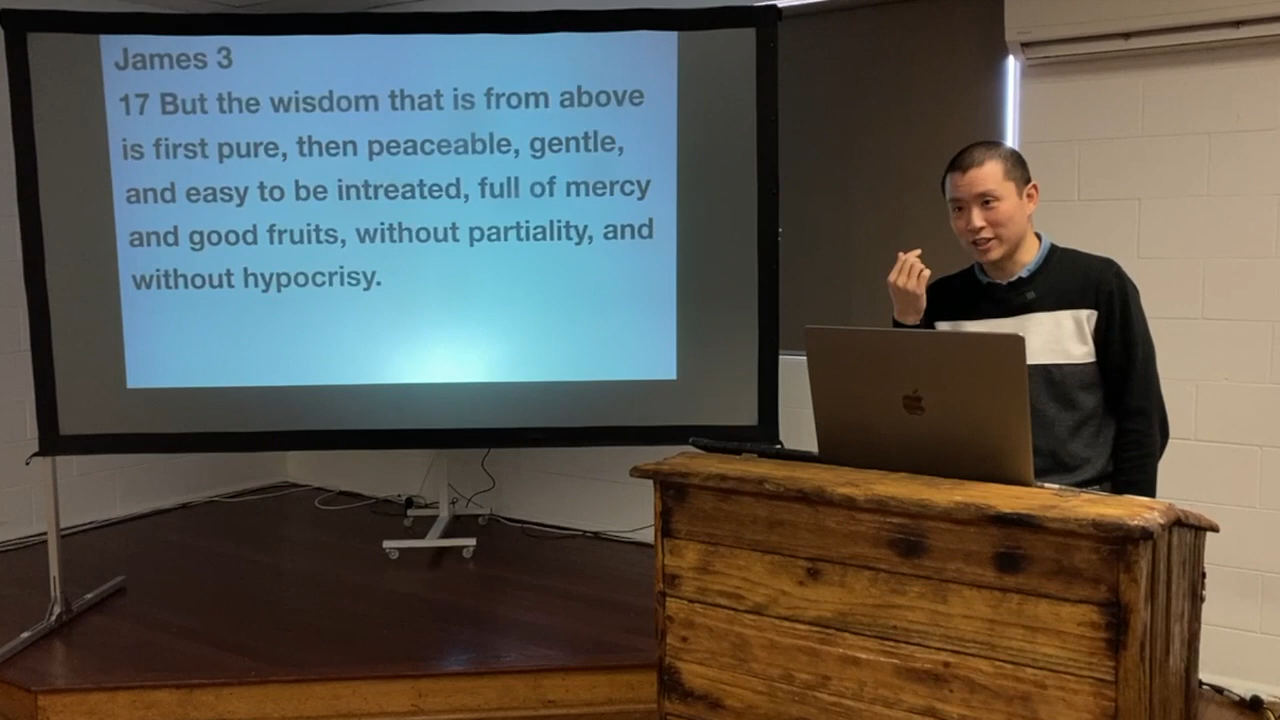 James 3
17 But the wisdom that is from above
is first pure, then peaceable, gentle,
and easy to be intreated, full of mercy
and good fruits, without partiality, and
without hypocrisy.